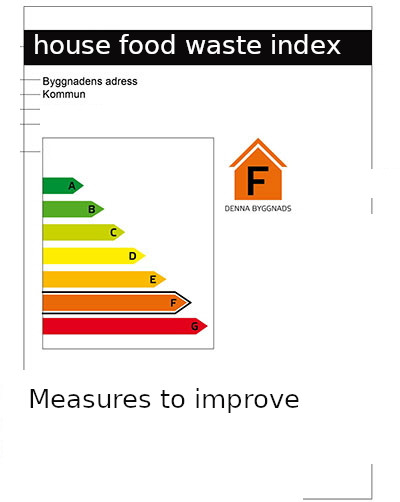 house food waste index
Byggnadens adress
Kommun
A
B
C
D
E
F
G
F
DENNA BYGGNADS
Measures to improve